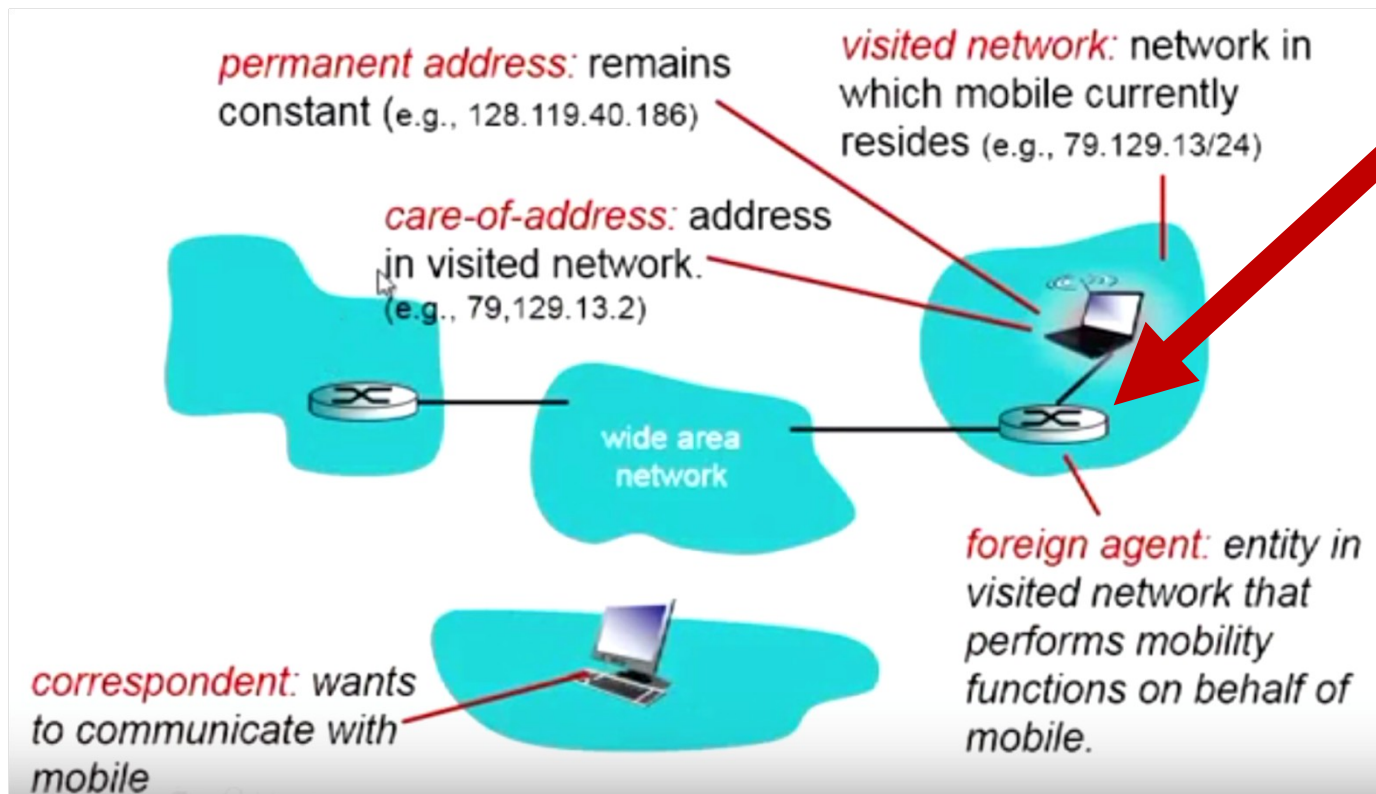 permanent address: remains
constant (e.g., 128.119.40.186)
visited network: network in
which mobile currently
resides (e.g., 79.129.13/24)
care-of-address: address
in visited network.
(e.g., 79,129.13.2)
wide area
network
foreign agent: entity in
visited network that
performs mobility
functions on behalf of
mobile.
correspondent: wants
to communicate with
mobile